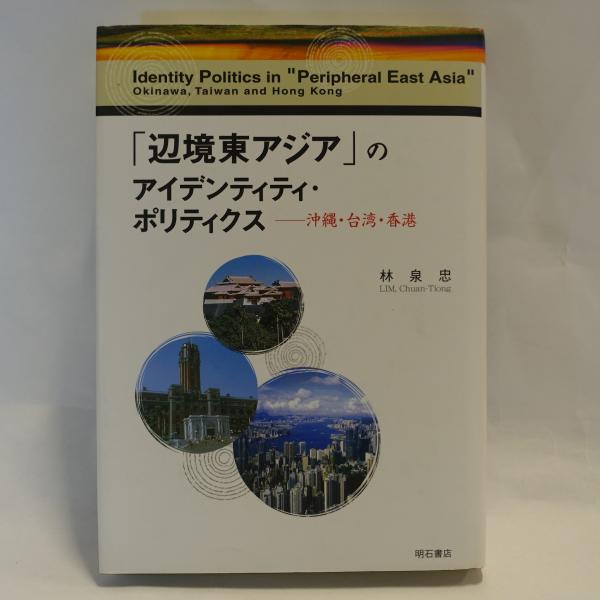 Identity Politics in "Peripheral East Asia"
Okinawa, Taiwan and Hong Kong
「辺境東アジア」の
アイデンティティ・
ポリティクス ——沖縄・台湾・香港
林 泉 忠
LIM, Chuan-Tiong
明石書店